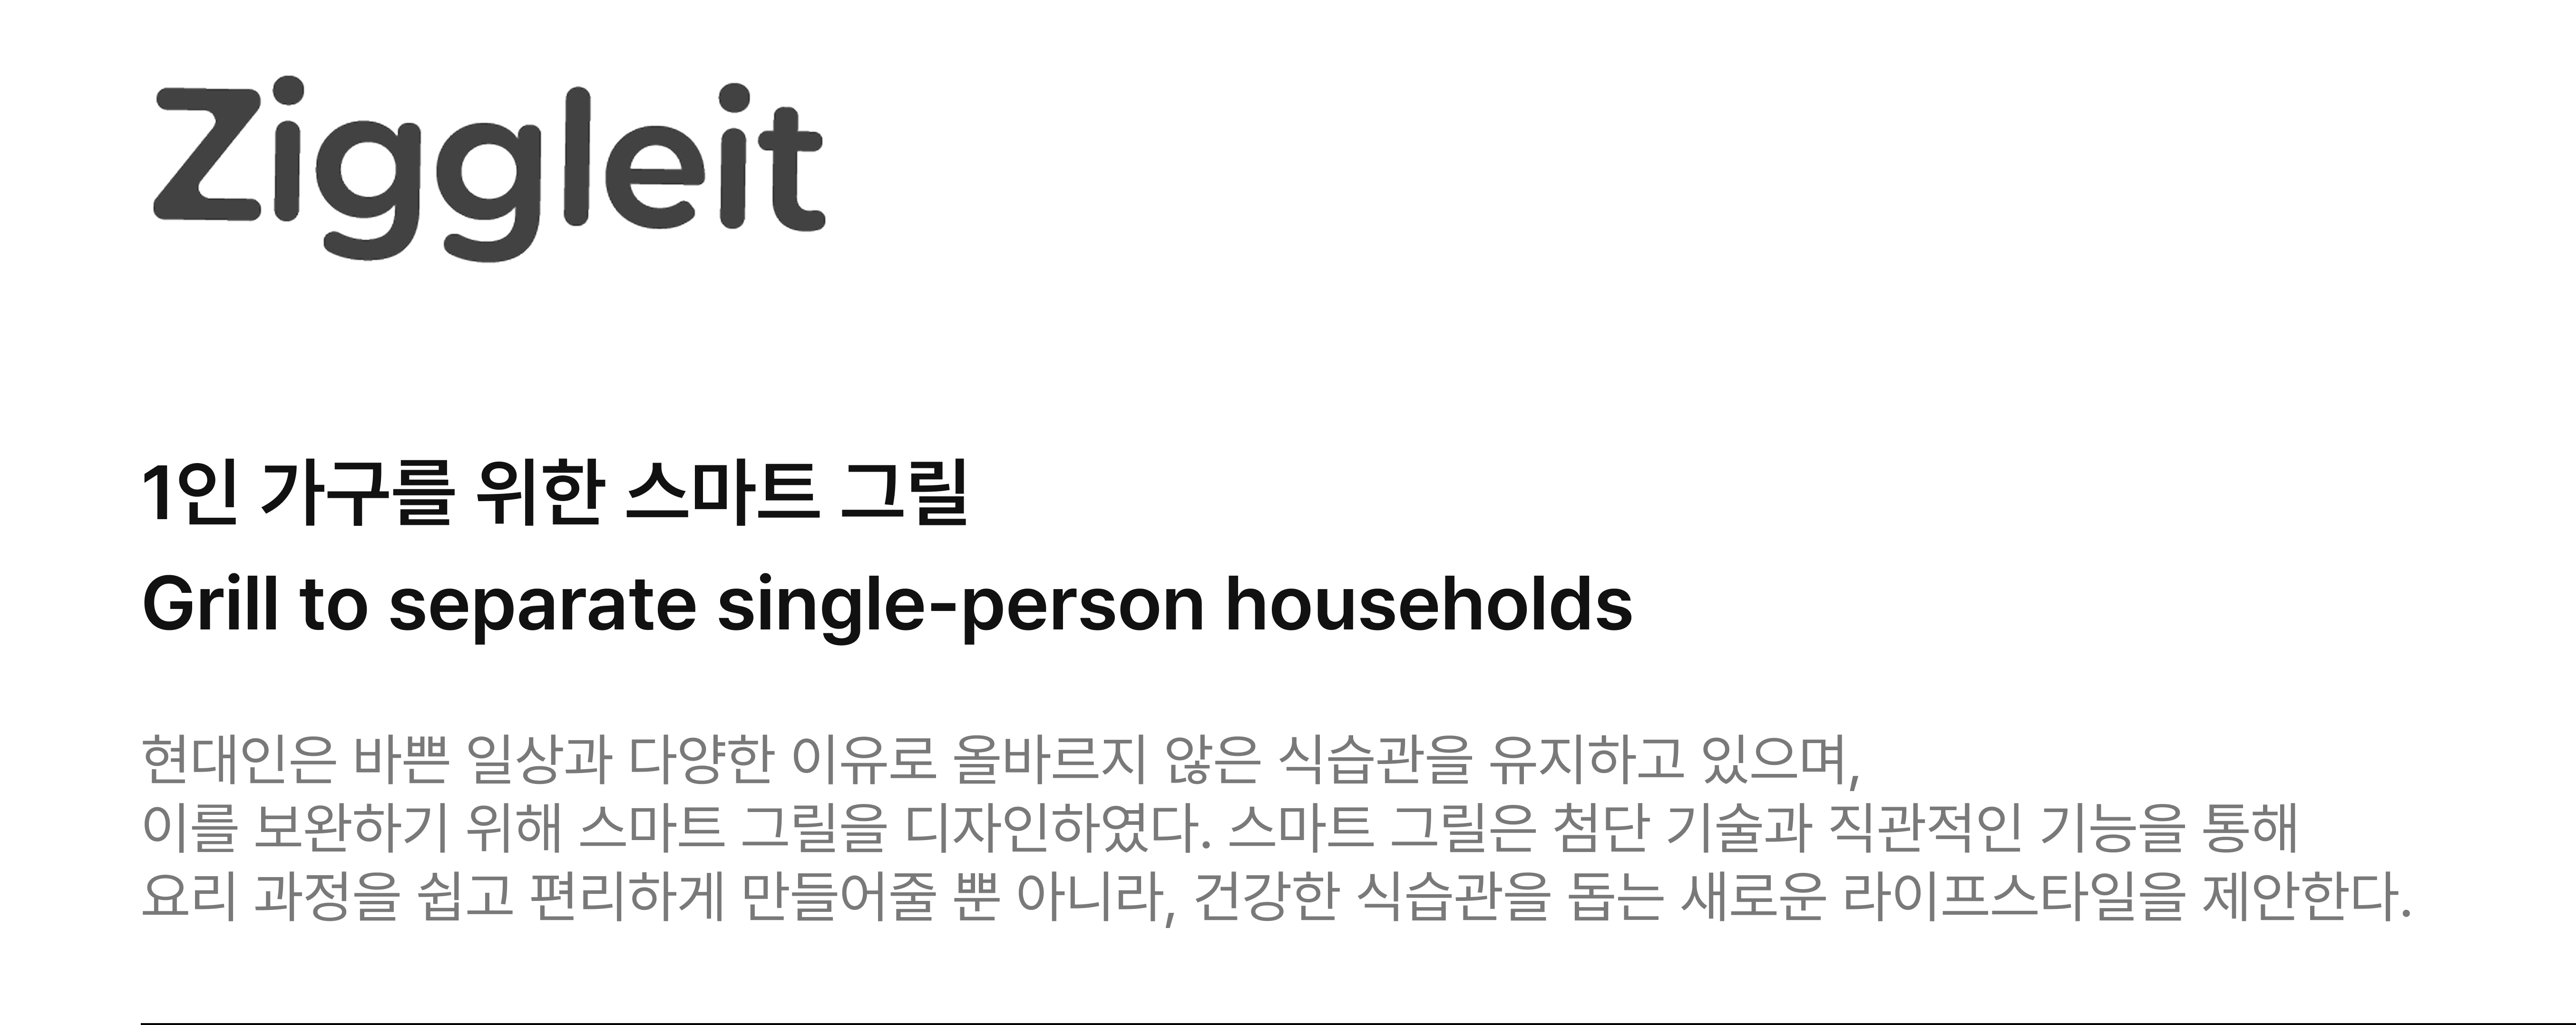 Ziggleit
1인 가구를 위한 스마트 그릴
Grill to separate single-person households
현대인은 바쁜 일상과 다양한 이유로 올바르지 않은 식습관을 유지하고 있으며,
이를 보완하기 위해 스마트 그릴을 디자인하였다. 스마트 그릴은 첨단 기술과 직관적인 기능을 통해
요리 과정을 쉽고 편리하게 만들어줄 뿐 아니라, 건강한 식습관을 돕는 새로운 라이프스타일을 제안한다.